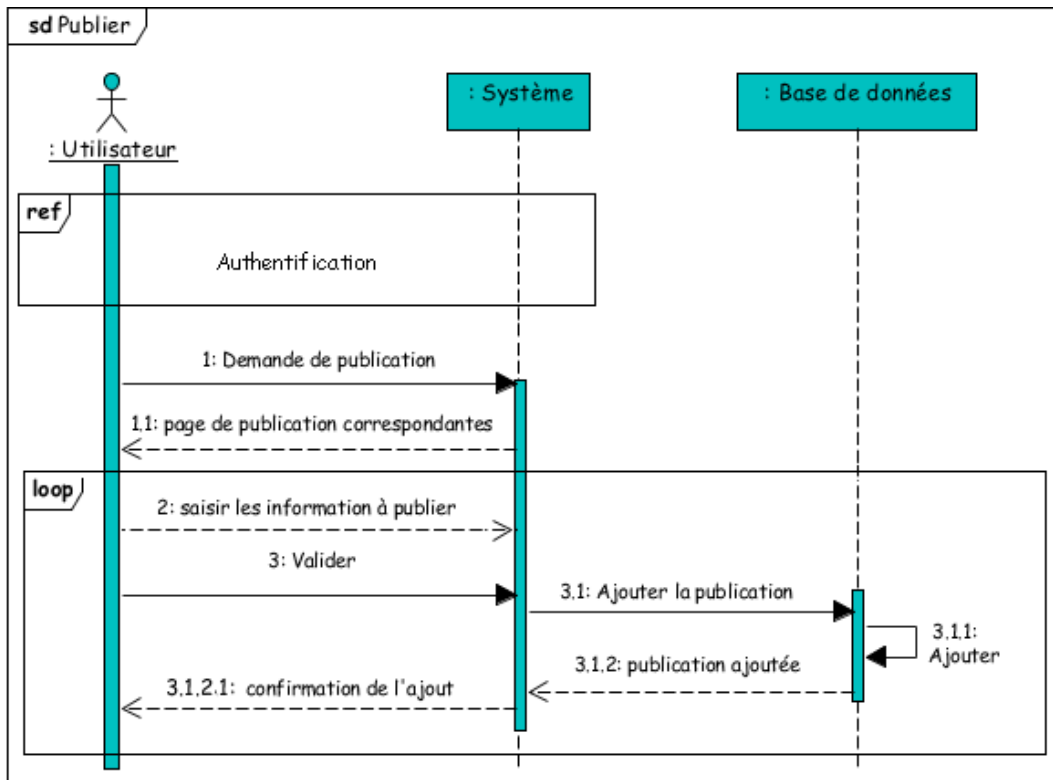 sd Publier
: Système
: Base de données
: Utilisateur
ref
Authentification
1: Demande de publication
1.1: page de publication correspondantes
loop
2: saisir les information à publier
3: Valider
3.1: Ajouter la publication
3.1.1:
Ajouter
3.1.2: publication ajoutée
3.1.2.1: confirmation de l'ajout